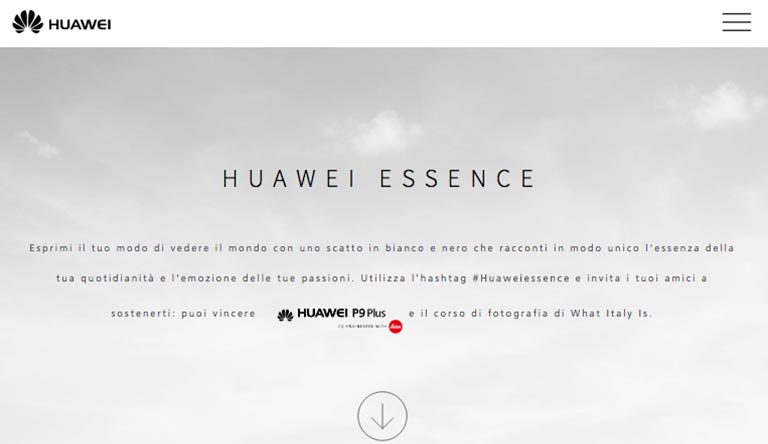 HUAWEI
HUAWEI ESSENCE
Esprimi il tuo modo di vedere il mondo con uno scatto in bianco e nero che racconti in modo unico l'essenza della
tua quotidianità e l'emozione delle tue passioni. Utilizza l'hashtag #Huaweiessence e invita i tuoi amici a
sostenerti: puoi vincere HUAWEI P9 Plus e il corso di fotografia di What Italy Is.
CO-ENGINEERED WITH Leica